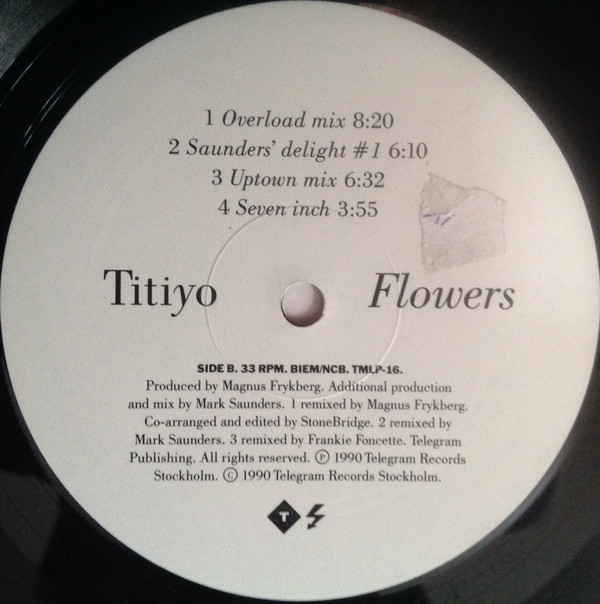 1 Overload mix 8:20
2 Saunders' delight #1 6:10
3 Uptown mix 6:32
4 Seven inch 3:55
Titiyo Flowers
SIDE B. 33 RPM. BIEM/NCB. TMLP-16.
Produced by Magnus Frykberg. Additional production
and mix by Mark Saunders. 1 remixed by Magnus Frykberg.
Co-arranged and edited by StoneBridge. 2 remixed by
Mark Saunders. 3 remixed by Frankie Foncette. Telegram
Publishing. All rights reserved. ℗ 1990 Telegram Records
Stockholm. © 1990 Telegram Records Stockholm.
T